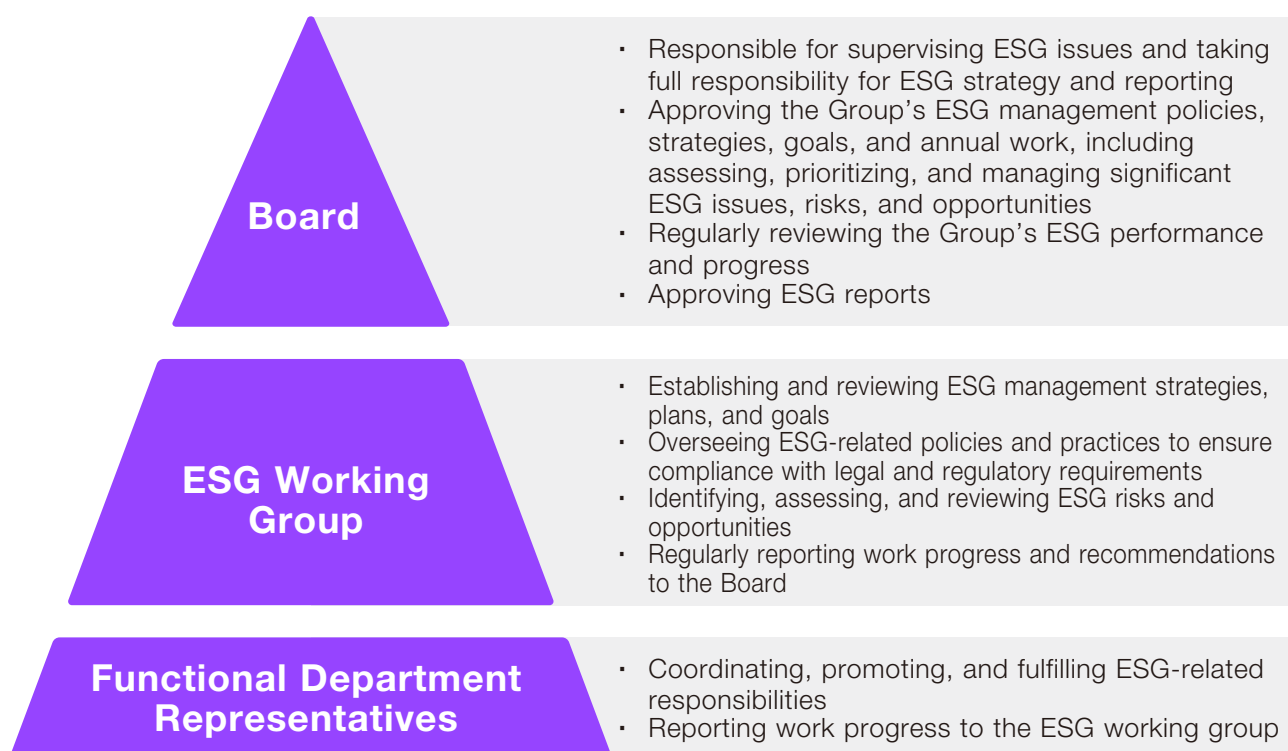 Board
· Responsible for supervising ESG issues and taking
full responsibility for ESG strategy and reporting
· Approving the Group’s ESG management policies,
strategies, goals, and annual work, including
assessing, prioritizing, and managing significant
ESG issues, risks, and opportunities
· Regularly reviewing the Group’s ESG performance
and progress
· Approving ESG reports
ESG Working
Group
· Establishing and reviewing ESG management strategies,
plans, and goals
· Overseeing ESG-related policies and practices to ensure
compliance with legal and regulatory requirements
· Identifying, assessing, and reviewing ESG risks and
opportunities
· Regularly reporting work progress and recommendations
to the Board
Functional Department
Representatives
· Coordinating, promoting, and fulfilling ESG-related
responsibilities
· Reporting work progress to the ESG working group